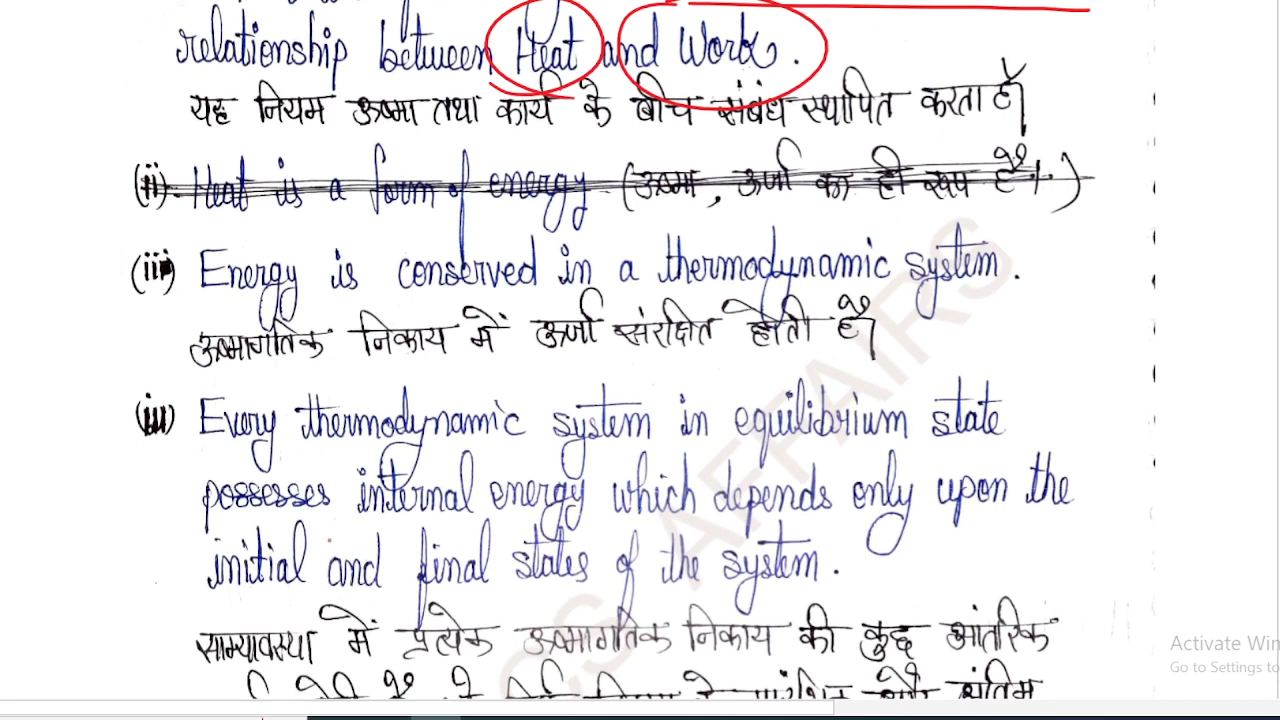 relationship between Heat and Work.
यह नियम ऊष्मा तथा कार्य के बीच संबंध स्थापित करता है।
(ii) Heat is a form of energy (ऊष्मा, ऊर्जा का ही रूप है।)
(iii) Energy is conserved in a thermodynamic system.
ऊष्मागतिक निकाय में ऊर्जा संरक्षित होती है।
(iii) Every thermodynamic system in equilibrium state
possesses internal energy which depends only upon the
initial and final states of the system.
साम्यावस्था में प्रत्येक ऊष्मागतिक निकाय की कुछ आंतरिक
अंतिम
CS AFFAIRS
Activate Win
Go to Settings to